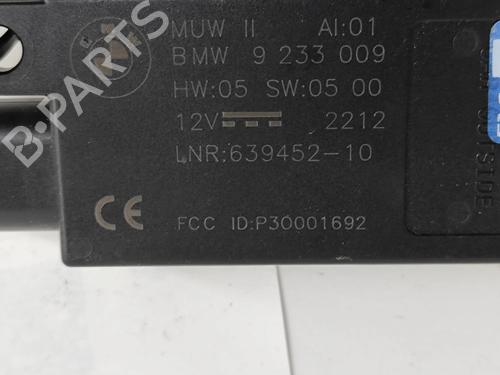 MUW II AI:01
BMW 9 233 009
HW:05 SW:05 00
12V 2212
LNR:639452-10
CE
FCC ID:P30001692
OUTSIDE
B-PARTS